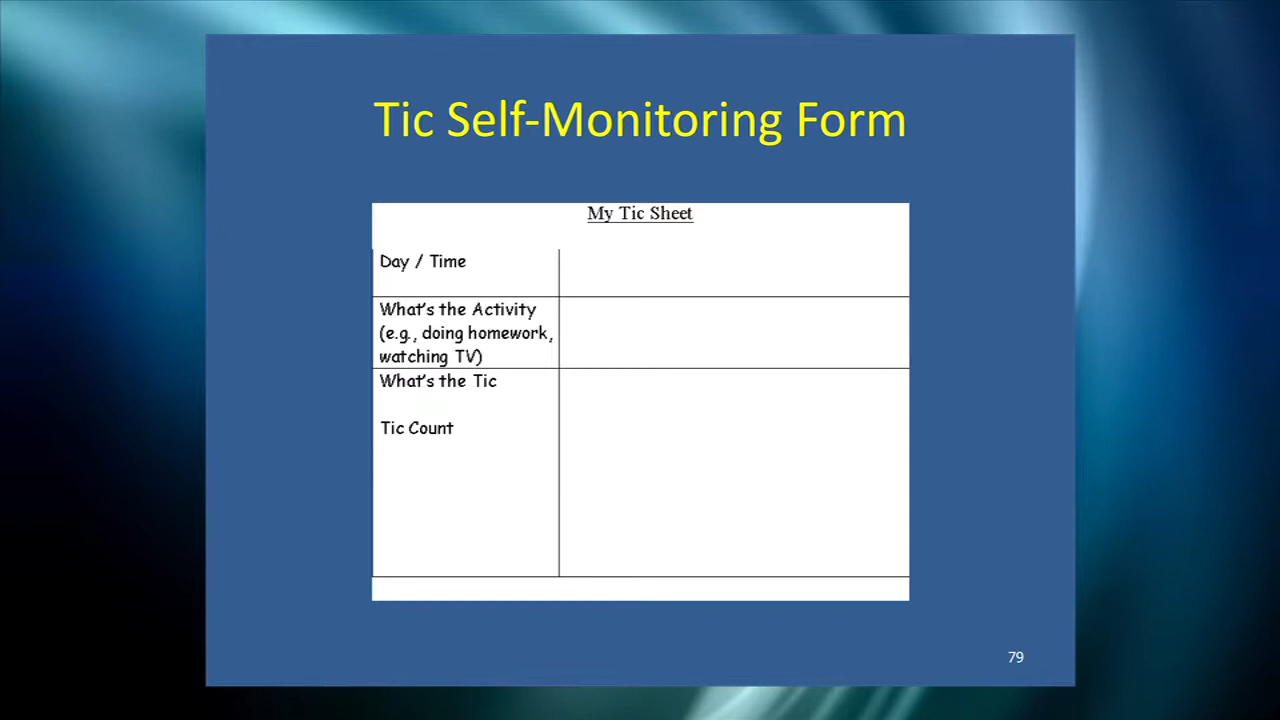 Tic Self-Monitoring Form
My Tic Sheet
Day / Time
What's the Activity
(e.g., doing homework,
watching TV)
What's the Tic
Tic Count
79